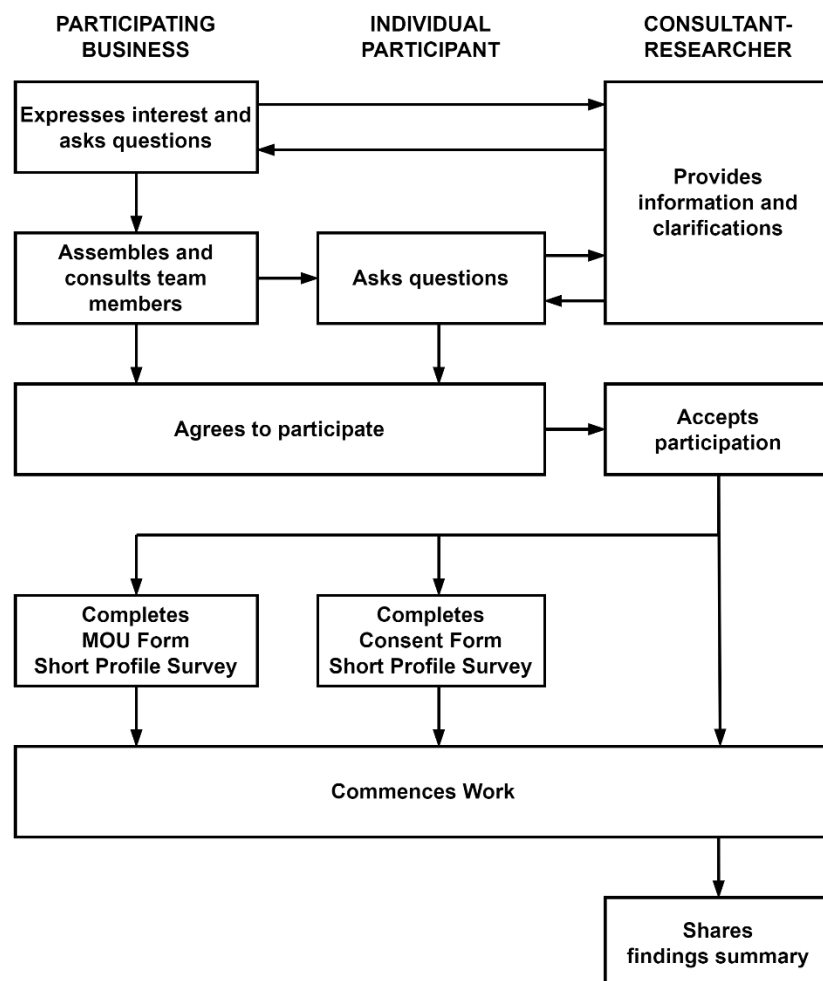 PARTICIPATING
BUSINESS
INDIVIDUAL
PARTICIPANT
CONSULTANT-
RESEARCHER
Expresses interest and
asks questions
Provides
information and
clarifications
Assembles and
consults team
members
Asks questions
Agrees to participate
Accepts
participation
Completes
MOU Form
Short Profile Survey
Completes
Consent Form
Short Profile Survey
Commences Work
Shares
findings summary